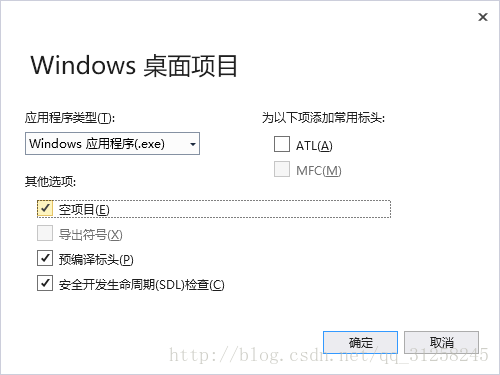 Windows 桌面项目
应用程序类型(T):
为以下项添加常用标头:
Windows 应用程序(.exe)
ATL(A)
MFC(M)
其他选项:
空项目(E)
导出符号(X)
预编译标头(P)
安全开发生命周期(SDL)检查(C)
确定
取消
http://blog.csdn.net/qq_31258245